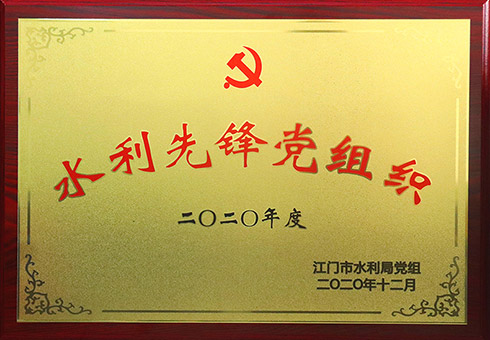 水利先锋党组织
二〇二〇年度
江门市水利局党组
二〇二〇年十二月